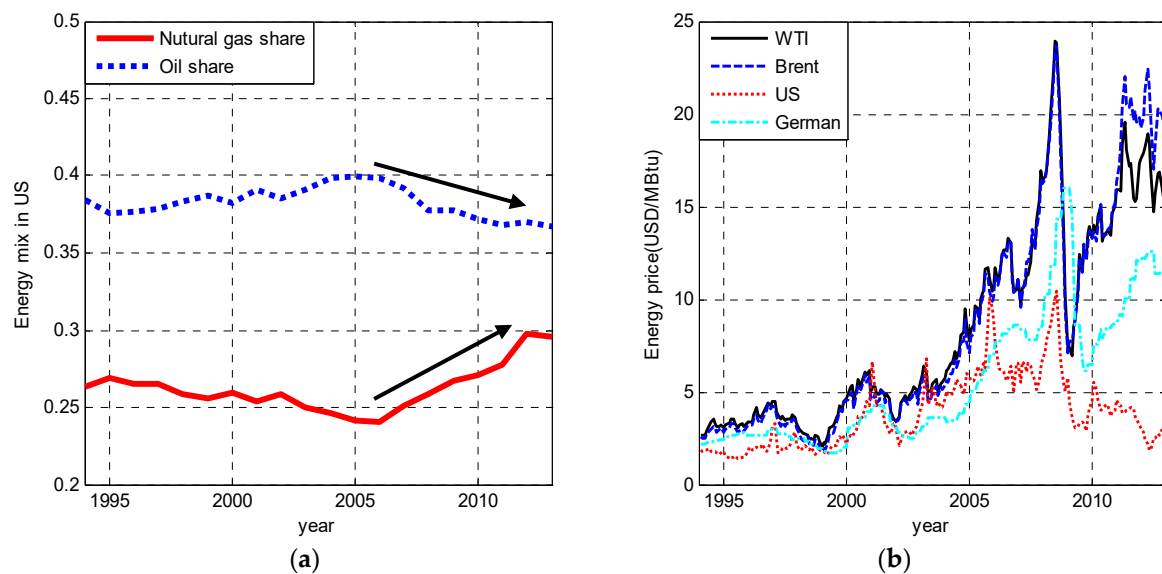 0.5
0.45
0.4
0.35
0.3
0.25
0.2
Energy mix in US
Nutural gas share
Oil share
1995
2000
2005
2010
year
(a)
25
20
15
10
5
0
Energy price(USD/MBtu)
WTI
Brent
US
German
1995
2000
2005
2010
year
(b)